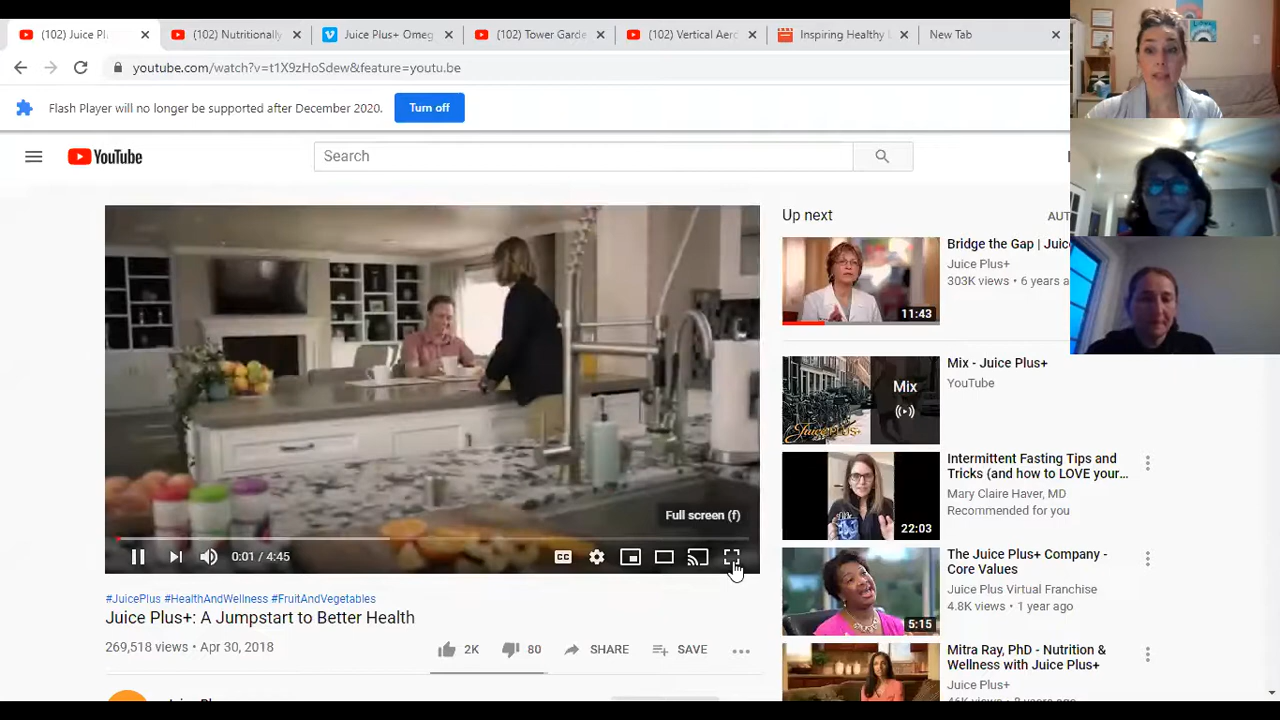 (102) Juice Pl
(102) Nutritionally
Juice Plus+ Omeg
(102) Tower Garde
(102) Vertical Aero
Inspiring Healthy L
New Tab
youtube.com/watch?v=t1X9zHoSdew&feature=youtu.be
Flash Player will no longer be supported after December 2020.
Turn off
YouTube
Search
Full screen (f)
0:01 / 4:45
CC
#JuicePlus #HealthAndWellness #FruitAndVegetables
Juice Plus+: A Jumpstart to Better Health
269,518 views • Apr 30, 2018
2K
80
SHARE
SAVE
Up next
AUT
Bridge the Gap | Juice
Juice Plus+
303K views • 6 years a
11:43
Mix - Juice Plus+
YouTube
Mix
Juice PLUS+
Intermittent Fasting Tips and
Tricks (and how to LOVE your...
Mary Claire Haver, MD
Recommended for you
22:03
The Juice Plus+ Company -
Core Values
Juice Plus Virtual Franchise
4.8K views • 1 year ago
5:15
Mitra Ray, PhD - Nutrition &
Wellness with Juice Plus+
Juice Plus+